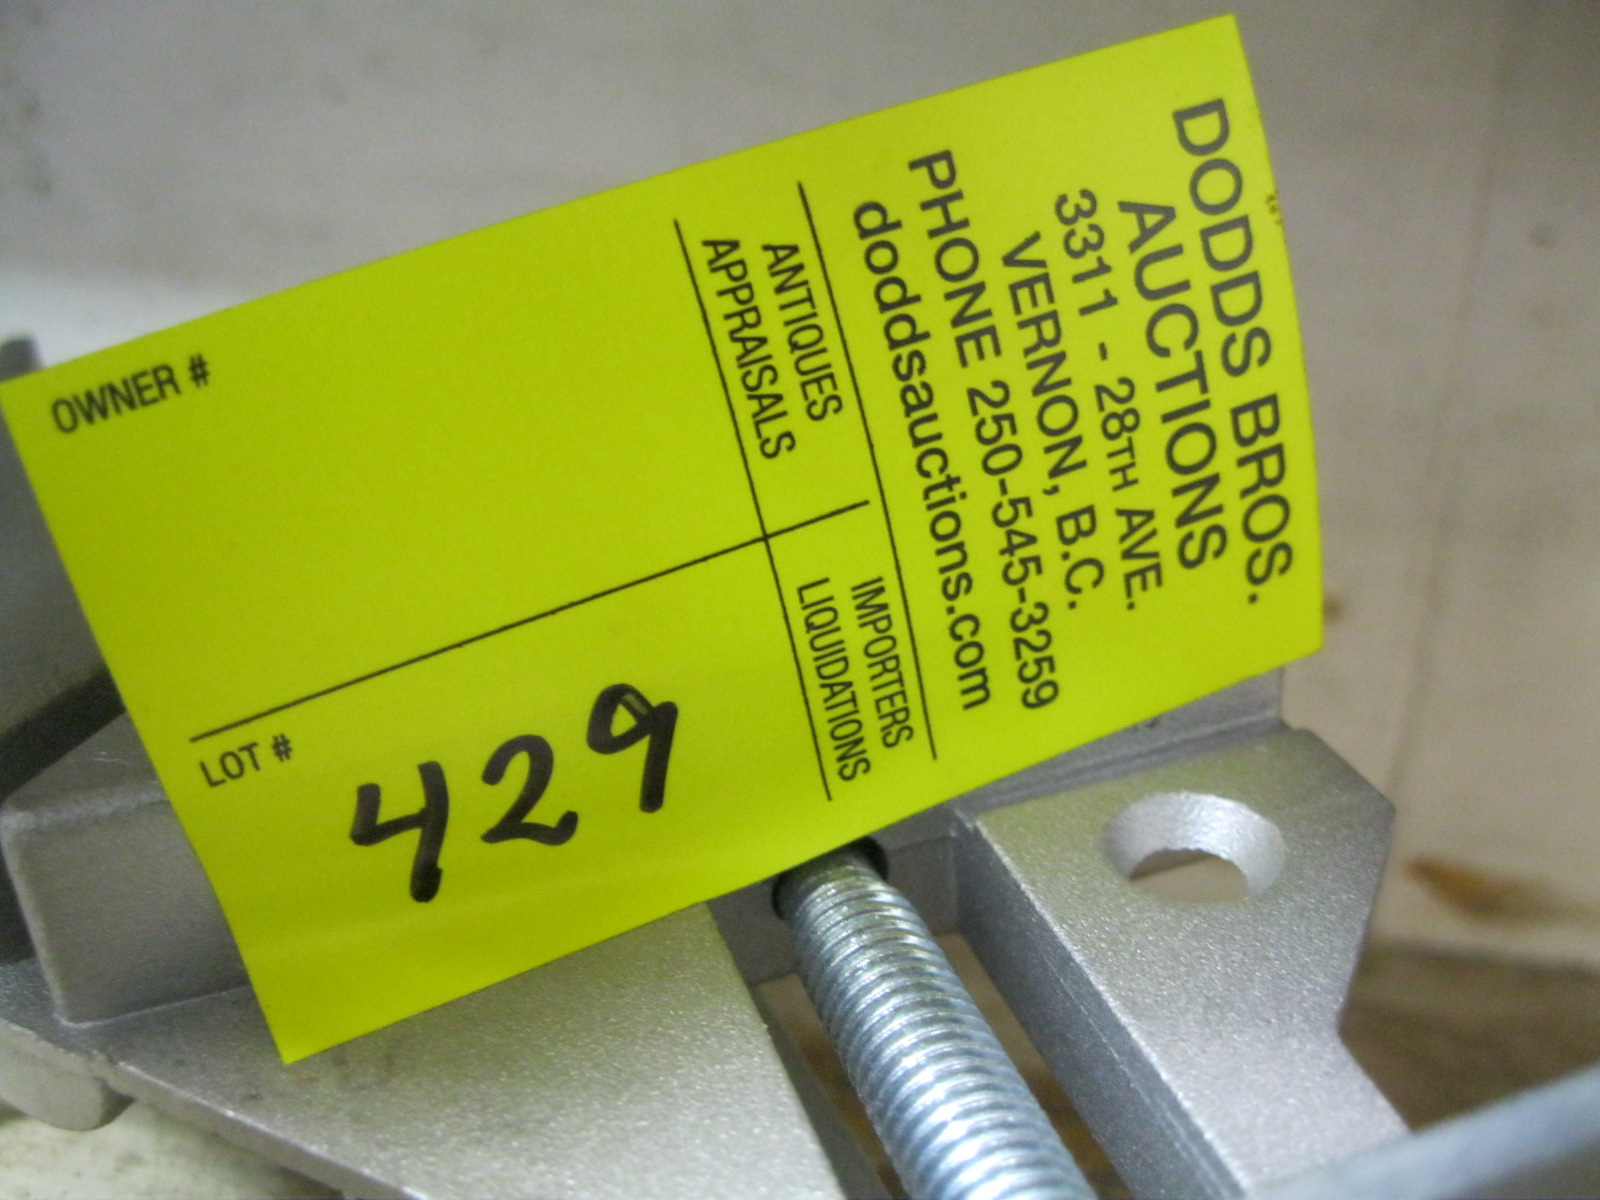 DODDS BROS.
AUCTIONS
3311 - 28TH AVE.
VERNON, B.C.
PHONE 250-545-3259
doddsauctions.com
ANTIQUES
APPRAISALS
IMPORTERS
LIQUIDATIONS
OWNER #
LOT #
429